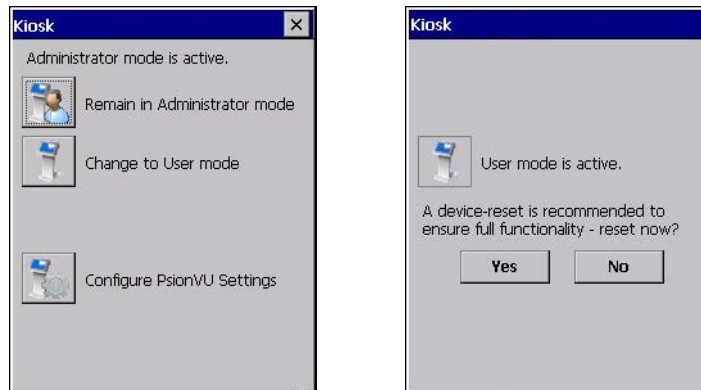 Kiosk
Administrator mode is active.
Remain in Administrator mode
Change to User mode
Configure PsionVU Settings
Kiosk
User mode is active.
A device-reset is recommended to
ensure full functionality - reset now?
Yes
No